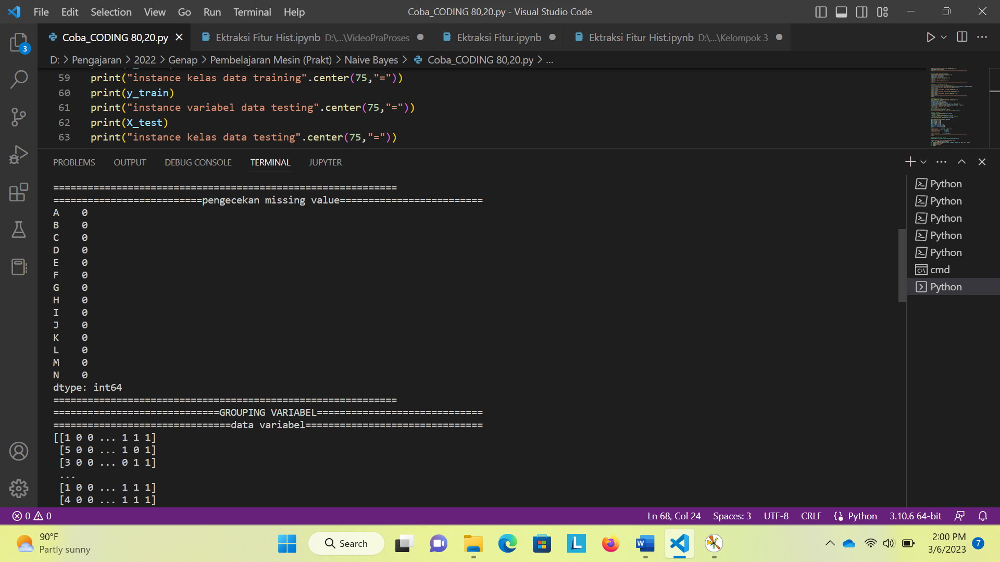 File Edit Selection View Go Run Terminal Help
Coba_CODING 80,20.py - Visual Studio Code
Coba_CODING 80,20.py
Ektraksi Fitur Hist.ipynb D:\...\VideoPraProses
Ektraksi Fitur.ipynb
Ektraksi Fitur Hist.ipynb D:\...\Kelompok 3
3
D: > Pengajaran > 2022 > Genap > Pembelajaran Mesin (Prakt) > Naive Bayes > Coba_CODING 80,20.py > ...
59 print("instance kelas data training".center(75,"="))
60 print(y_train)
61 print("instance variabel data testing".center(75,"="))
62 print(X_test)
63 print("instance kelas data testing".center(75,"="))
PROBLEMS OUTPUT DEBUG CONSOLE TERMINAL JUPYTER
============================================================
==========================pengecekan missing value=========================
A 0
B 0
C 0
D 0
E 0
F 0
G 0
H 0
I 0
J 0
K 0
L 0
M 0
N 0
dtype: int64
============================================================
=============================GROUPING VARIABEL=============================
===============================data variabel===============================
[[1 0 0 ... 1 1 1]
[5 0 0 ... 1 0 1]
[3 0 0 ... 0 1 1]
...
[1 0 0 ... 1 1 1]
[4 0 0 ... 1 1 1]
Python
Python
Python
Python
Python
cmd
Python
0 0
Ln 68, Col 24 Spaces: 3 UTF-8 CRLF Python 3.10.6 64-bit
90°F
Partly sunny
Search
2:00 PM
3/6/2023
7